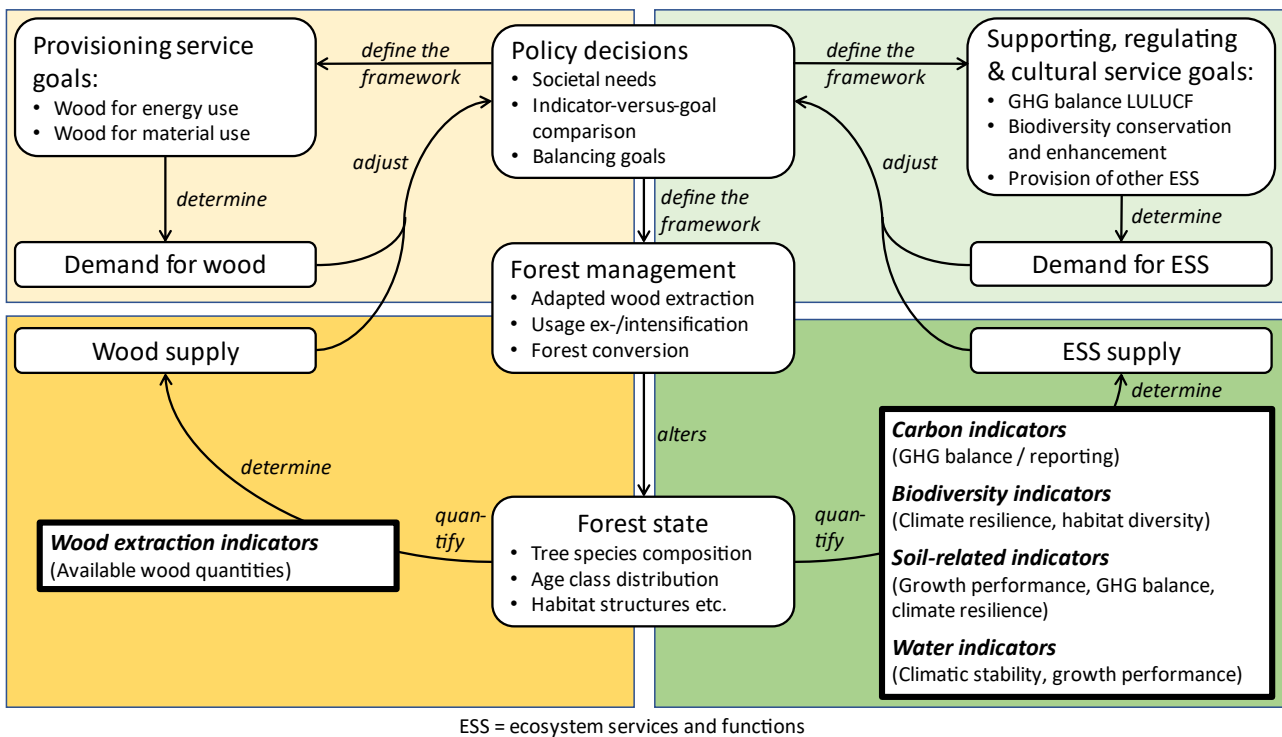 Provisioning service
goals:
• Wood for energy use
• Wood for material use
define the
framework
Policy decisions
• Societal needs
• Indicator-versus-goal
comparison
• Balancing goals
define the
framework
Supporting, regulating
& cultural service goals:
• GHG balance LULUCF
• Biodiversity conservation
and enhancement
• Provision of other ESS
determine
adjust
adjust
determine
define the
framework
Demand for wood
Demand for ESS
Forest management
• Adapted wood extraction
• Usage ex-/intensification
• Forest conversion
Wood supply
ESS supply
determine
alters
determine
Carbon indicators
(GHG balance / reporting)
Biodiversity indicators
(Climate resilience, habitat diversity)
Soil-related indicators
(Growth performance, GHG balance,
climate resilience)
Water indicators
(Climatic stability, growth performance)
Wood extraction indicators
(Available wood quantities)
quan-
tify
Forest state
• Tree species composition
• Age class distribution
• Habitat structures etc.
quan-
tify
ESS = ecosystem services and functions